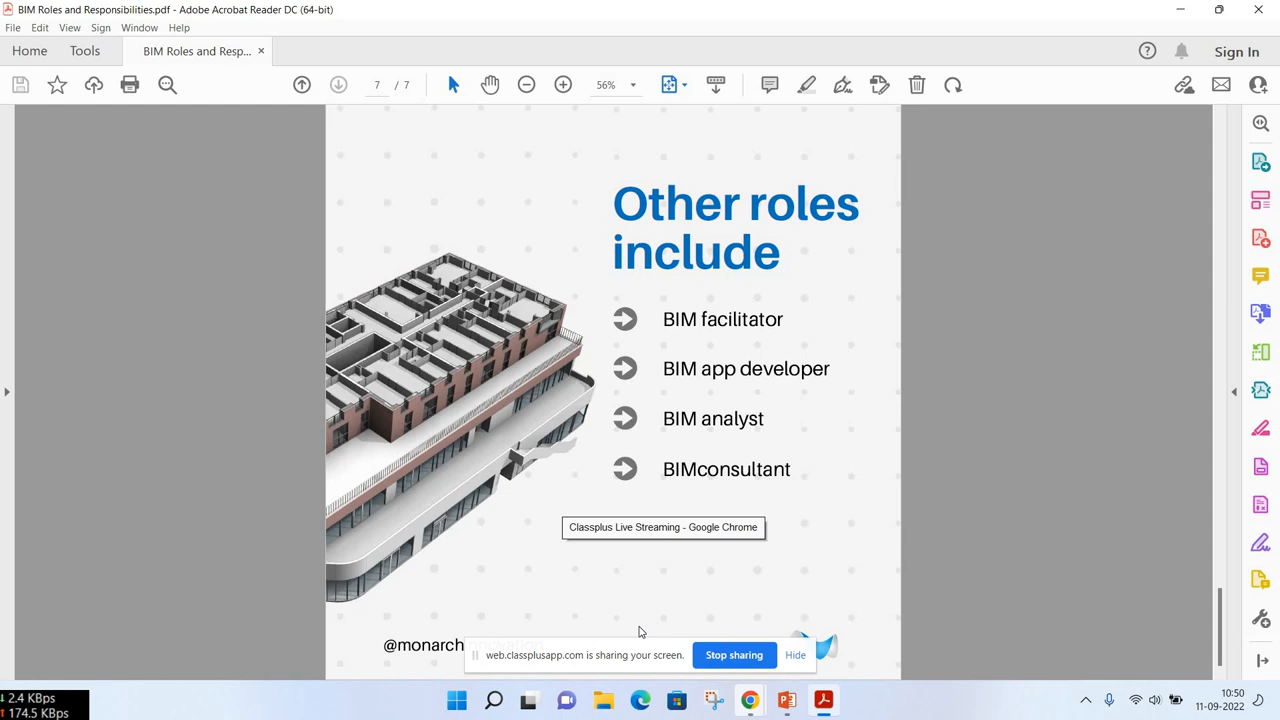 BIM Roles and Responsibilities.pdf - Adobe Acrobat Reader DC (64-bit)
File Edit View Sign Window Help
Home Tools BIM Roles and Resp... × Sign In
7 / 7 56%
Other roles
include
BIM facilitator
BIM app developer
BIM analyst
BIMconsultant
Classplus Live Streaming - Google Chrome
@monarch
web.classplusapp.com is sharing your screen. Stop sharing Hide
2.4 KBps
174.5 KBps
10:50
11-09-2022